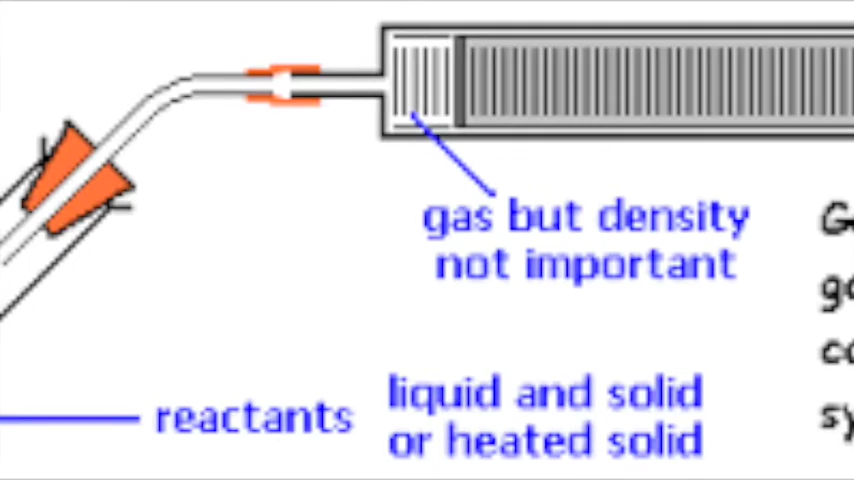 gas but density
not important
reactants
liquid and solid
or heated solid